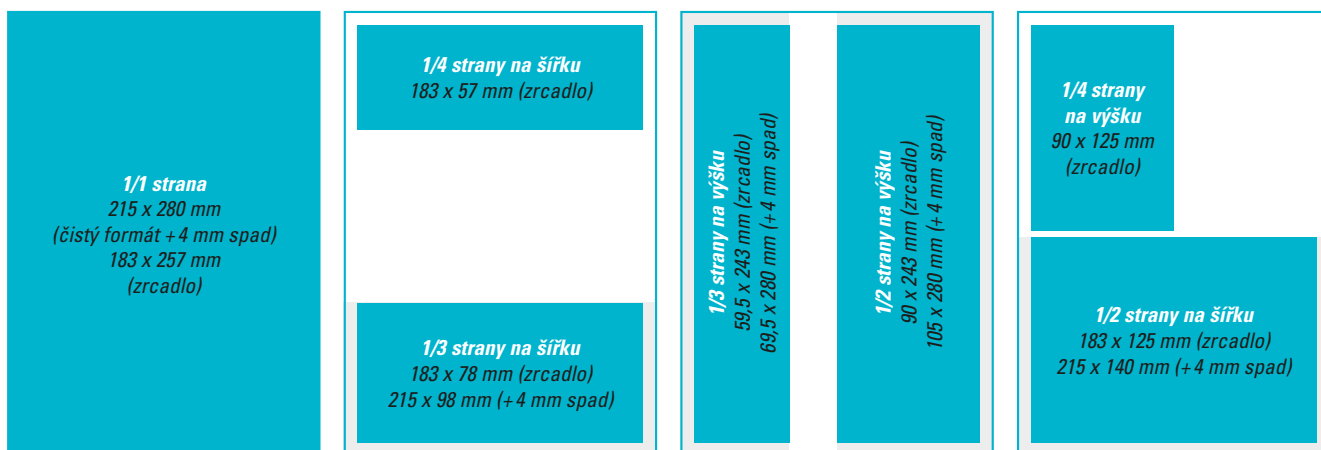 1/1 strana
215 x 280 mm
(čistý formát +4 mm spad)
183 x 257 mm
(zrcadlo)
1/4 strany na šířku
183 x 57 mm (zrcadlo)
1/3 strany na šířku
183 x 78 mm (zrcadlo)
215 x 98 mm (+4 mm spad)
1/3 strany na výšku
59,5 x 243 mm (zrcadlo)
69,5 x 280 mm (+4 mm spad)
1/2 strany na výšku
90 x 243 mm (zrcadlo)
105 x 280 mm (+4 mm spad)
1/4 strany
na výšku
90 x 125 mm
(zrcadlo)
1/2 strany na šířku
183 x 125 mm (zrcadlo)
215 x 140 mm (+4 mm spad)